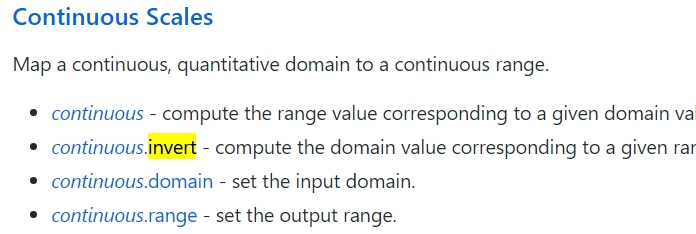 Continuous Scales
Map a continuous, quantitative domain to a continuous range.
• continuous - compute the range value corresponding to a given domain
• continuous.invert - compute the domain value corresponding to a given
• continuous.domain - set the input domain.
• continuous.range - set the output range.